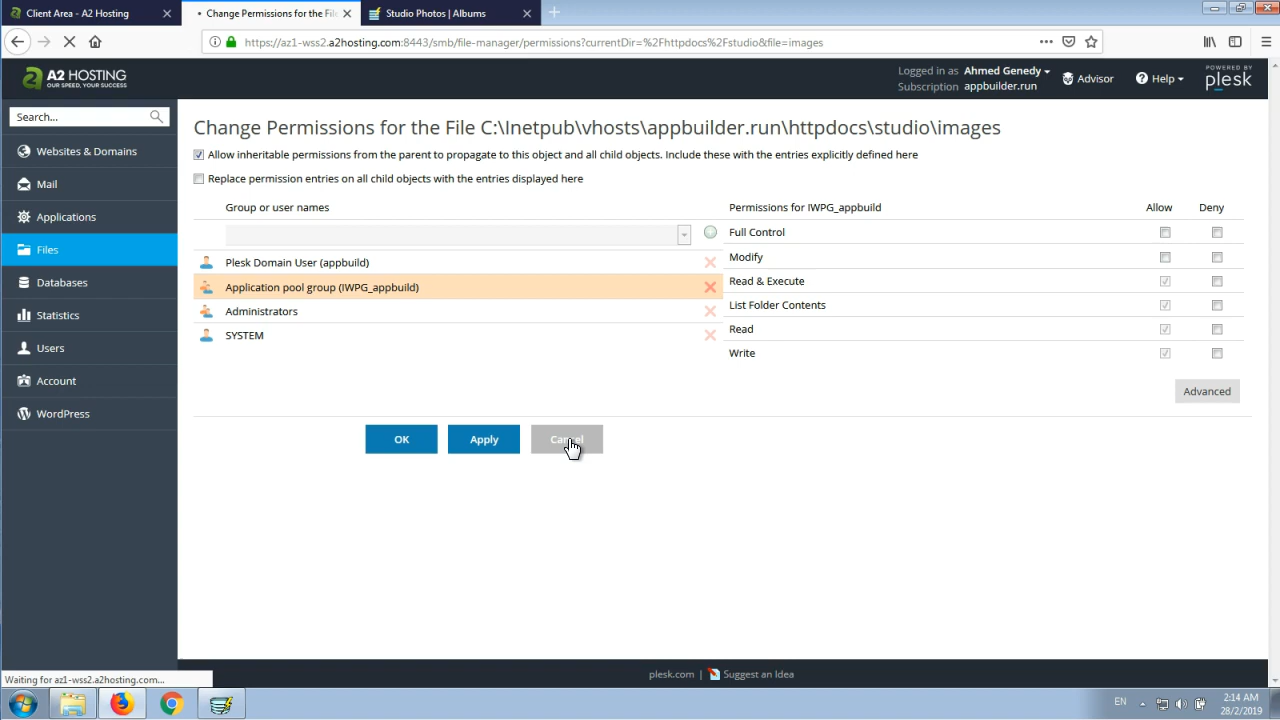 Client Area - A2 Hosting
Change Permissions for the Fil
Studio Photos | Albums
https://az1-wss2.a2hosting.com:8443/smb/file-manager/permissions?currentDir=%2Fhttpdocs%2Fstudio&file=images
A2 HOSTING
OUR SPEED, YOUR SUCCESS
Logged in as Ahmed Genedy
Subscription appbuilder.run
Advisor
Help
POWERED BY
plesk
Search...
Websites & Domains
Mail
Applications
Files
Databases
Statistics
Users
Account
WordPress
Change Permissions for the File C:\Inetpub\vhosts\appbuilder.run\httpdocs\studio\images
Allow inheritable permissions from the parent to propagate to this object and all child objects. Include these with the entries explicitly defined here
Replace permission entries on all child objects with the entries displayed here
Group or user names
Plesk Domain User (appbuild)
Application pool group (IWPG_appbuild)
Administrators
SYSTEM
Permissions for IWPG_appbuild Allow Deny
Full Control
Modify
Read & Execute
List Folder Contents
Read
Write
Advanced
OK Apply Cancel
plesk.com | Suggest an Idea
Waiting for az1-wss2.a2hosting.com...
EN
2:14 AM
28/2/2019